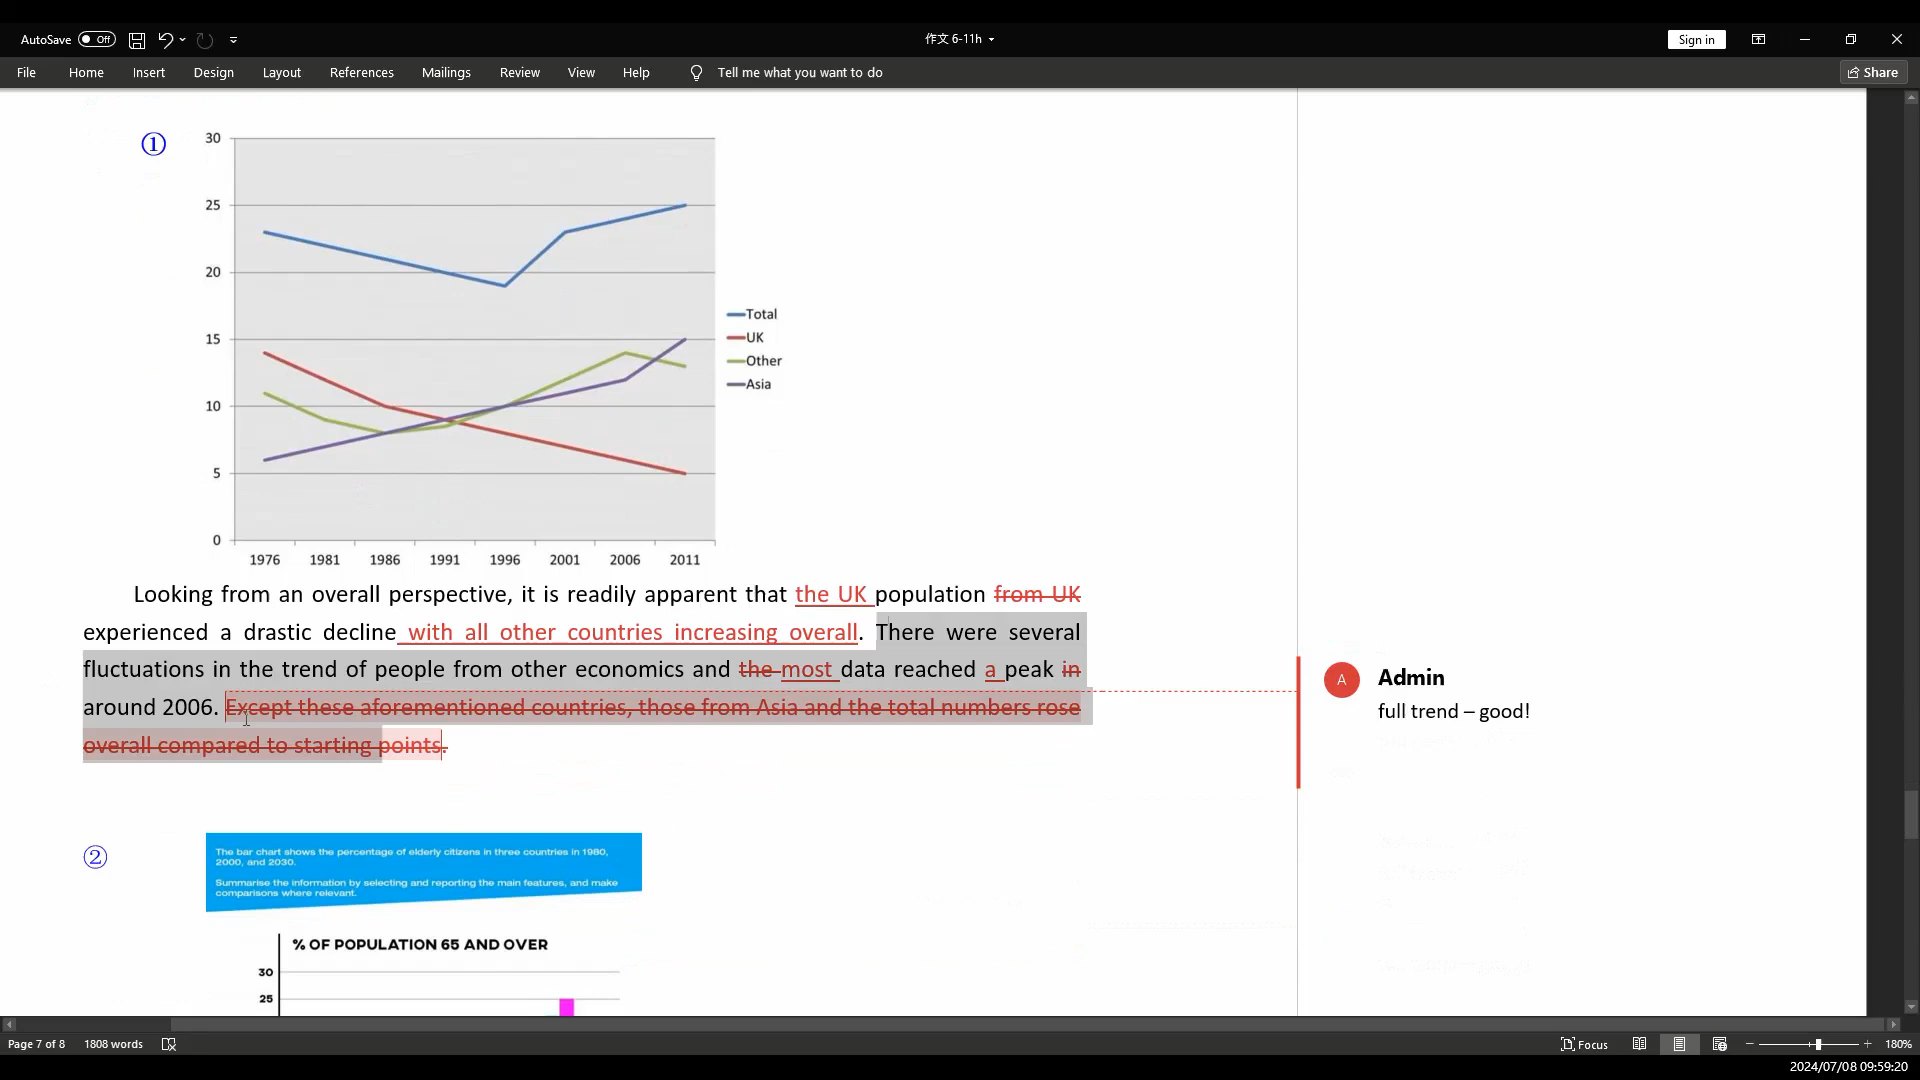 AutoSave Off 作文 6-11h Sign in
File Home Insert Design Layout References Mailings Review View Help Tell me what you want to do Share
①
30
25
20
15
10
5
0
Total
UK
Other
Asia
1976 1981 1986 1991 1996 2001 2006 2011
Looking from an overall perspective, it is readily apparent that the UK population from UK
experienced a drastic decline with all other countries increasing overall. There were several
fluctuations in the trend of people from other economics and the most data reached a peak in
around 2006. Except these aforementioned countries, those from Asia and the total numbers rose
overall compared to starting points.
A Admin
full trend – good!
②
The bar chart shows the percentage of elderly citizens in three countries in 1980,
2000, and 2030.
Summarise the information by selecting and reporting the main features, and make
comparisons where relevant.
% OF POPULATION 65 AND OVER
30
25
Page 7 of 8 1808 words Focus 180%
2024/07/08 09:59:20